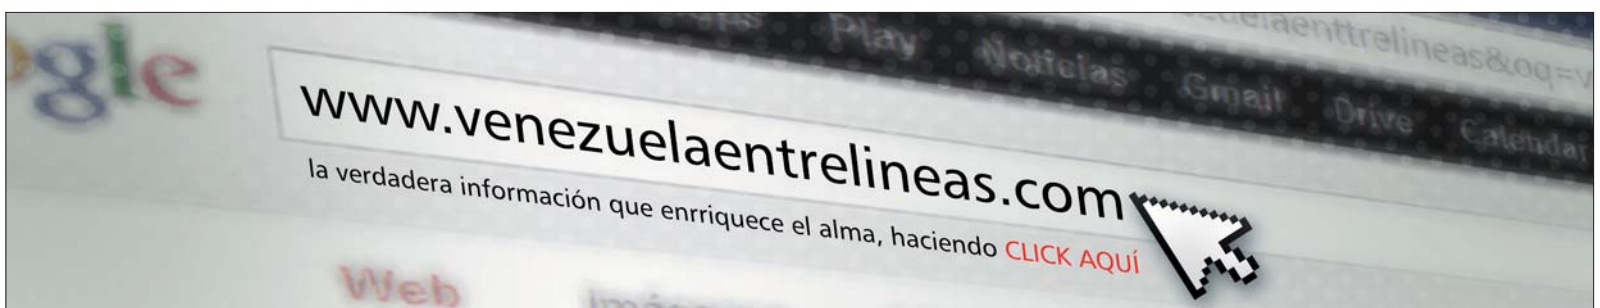 Play Noticias Gmail Drive Calendar
gle
www.venezuelaentrelineas.com
la verdadera información que enrriquece el alma, haciendo CLICK AQUÍ
Web